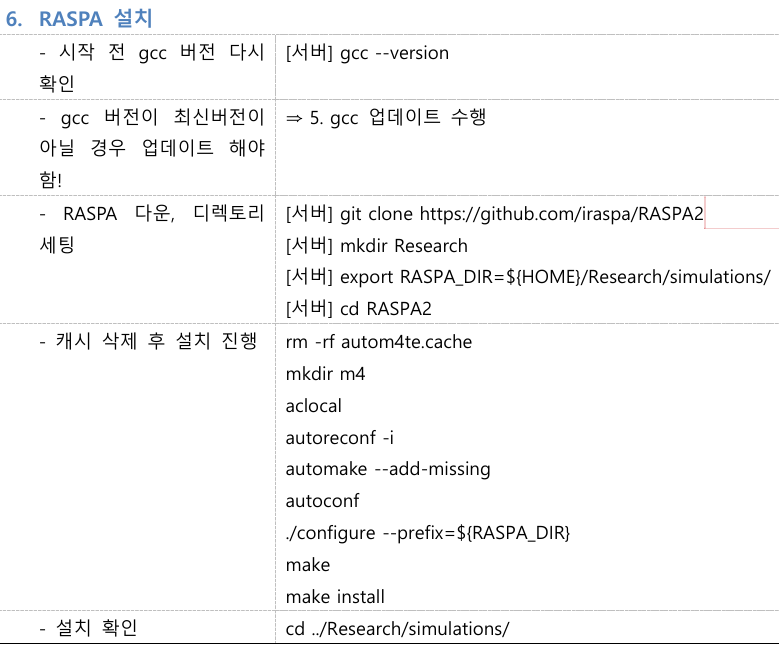 6. RASPA 설치
- 시작 전 gcc 버전 다시
확인
[서버] gcc --version
- gcc 버전이 최신버전이
아닐 경우 업데이트 해야
함!
⇒ 5. gcc 업데이트 수행
- RASPA 다운, 디렉토리
세팅
[서버] git clone https://github.com/iraspa/RASPA2
[서버] mkdir Research
[서버] export RASPA_DIR=${HOME}/Research/simulations/
[서버] cd RASPA2
- 캐시 삭제 후 설치 진행
rm -rf autom4te.cache
mkdir m4
aclocal
autoreconf -i
automake --add-missing
autoconf
./configure --prefix=${RASPA_DIR}
make
make install
- 설치 확인
cd ../Research/simulations/